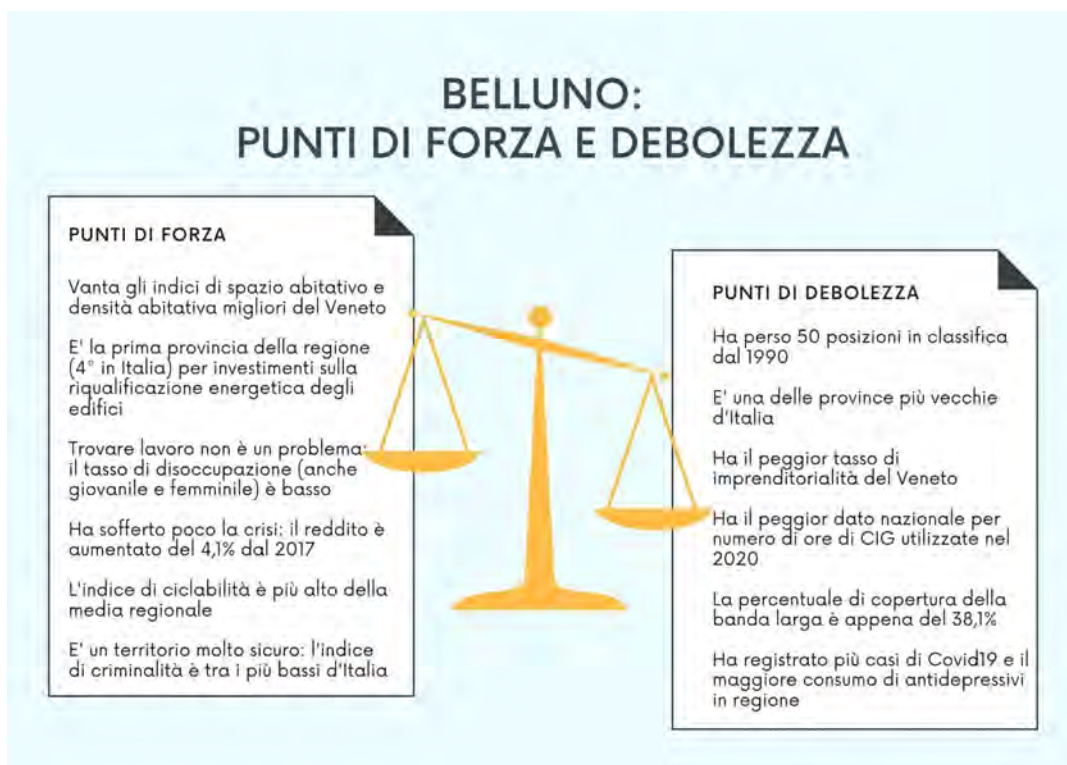 BELLUNO:
PUNTI DI FORZA E DEBOLEZZA
PUNTI DI FORZA
Vanta gli indici di spazio abitativo e
densità abitativa migliori del Veneto
E' la prima provincia della regione
(4° in Italia) per investimenti sulla
riqualificazione energetica degli
edifici
Trovare lavoro non è un problema:
il tasso di disoccupazione (anche
giovanile e femminile) è basso
Ha sofferto poco la crisi: il reddito è
aumentato del 4,1% dal 2017
L'indice di ciclabilità è più alto della
media regionale
E' un territorio molto sicuro: l'indice
di criminalità è tra i più bassi d'Italia
PUNTI DI DEBOLEZZA
Ha perso 50 posizioni in classifica
dal 1990
E' una delle province più vecchie
d'Italia
Ha il peggior tasso di
imprenditorialità del Veneto
Ha il peggior dato nazionale per
numero di ore di CIG utilizzate nel
2020
La percentuale di copertura della
banda larga è appena del 38,1%
Ha registrato più casi di Covid19 e il
maggiore consumo di antidepressivi
in regione